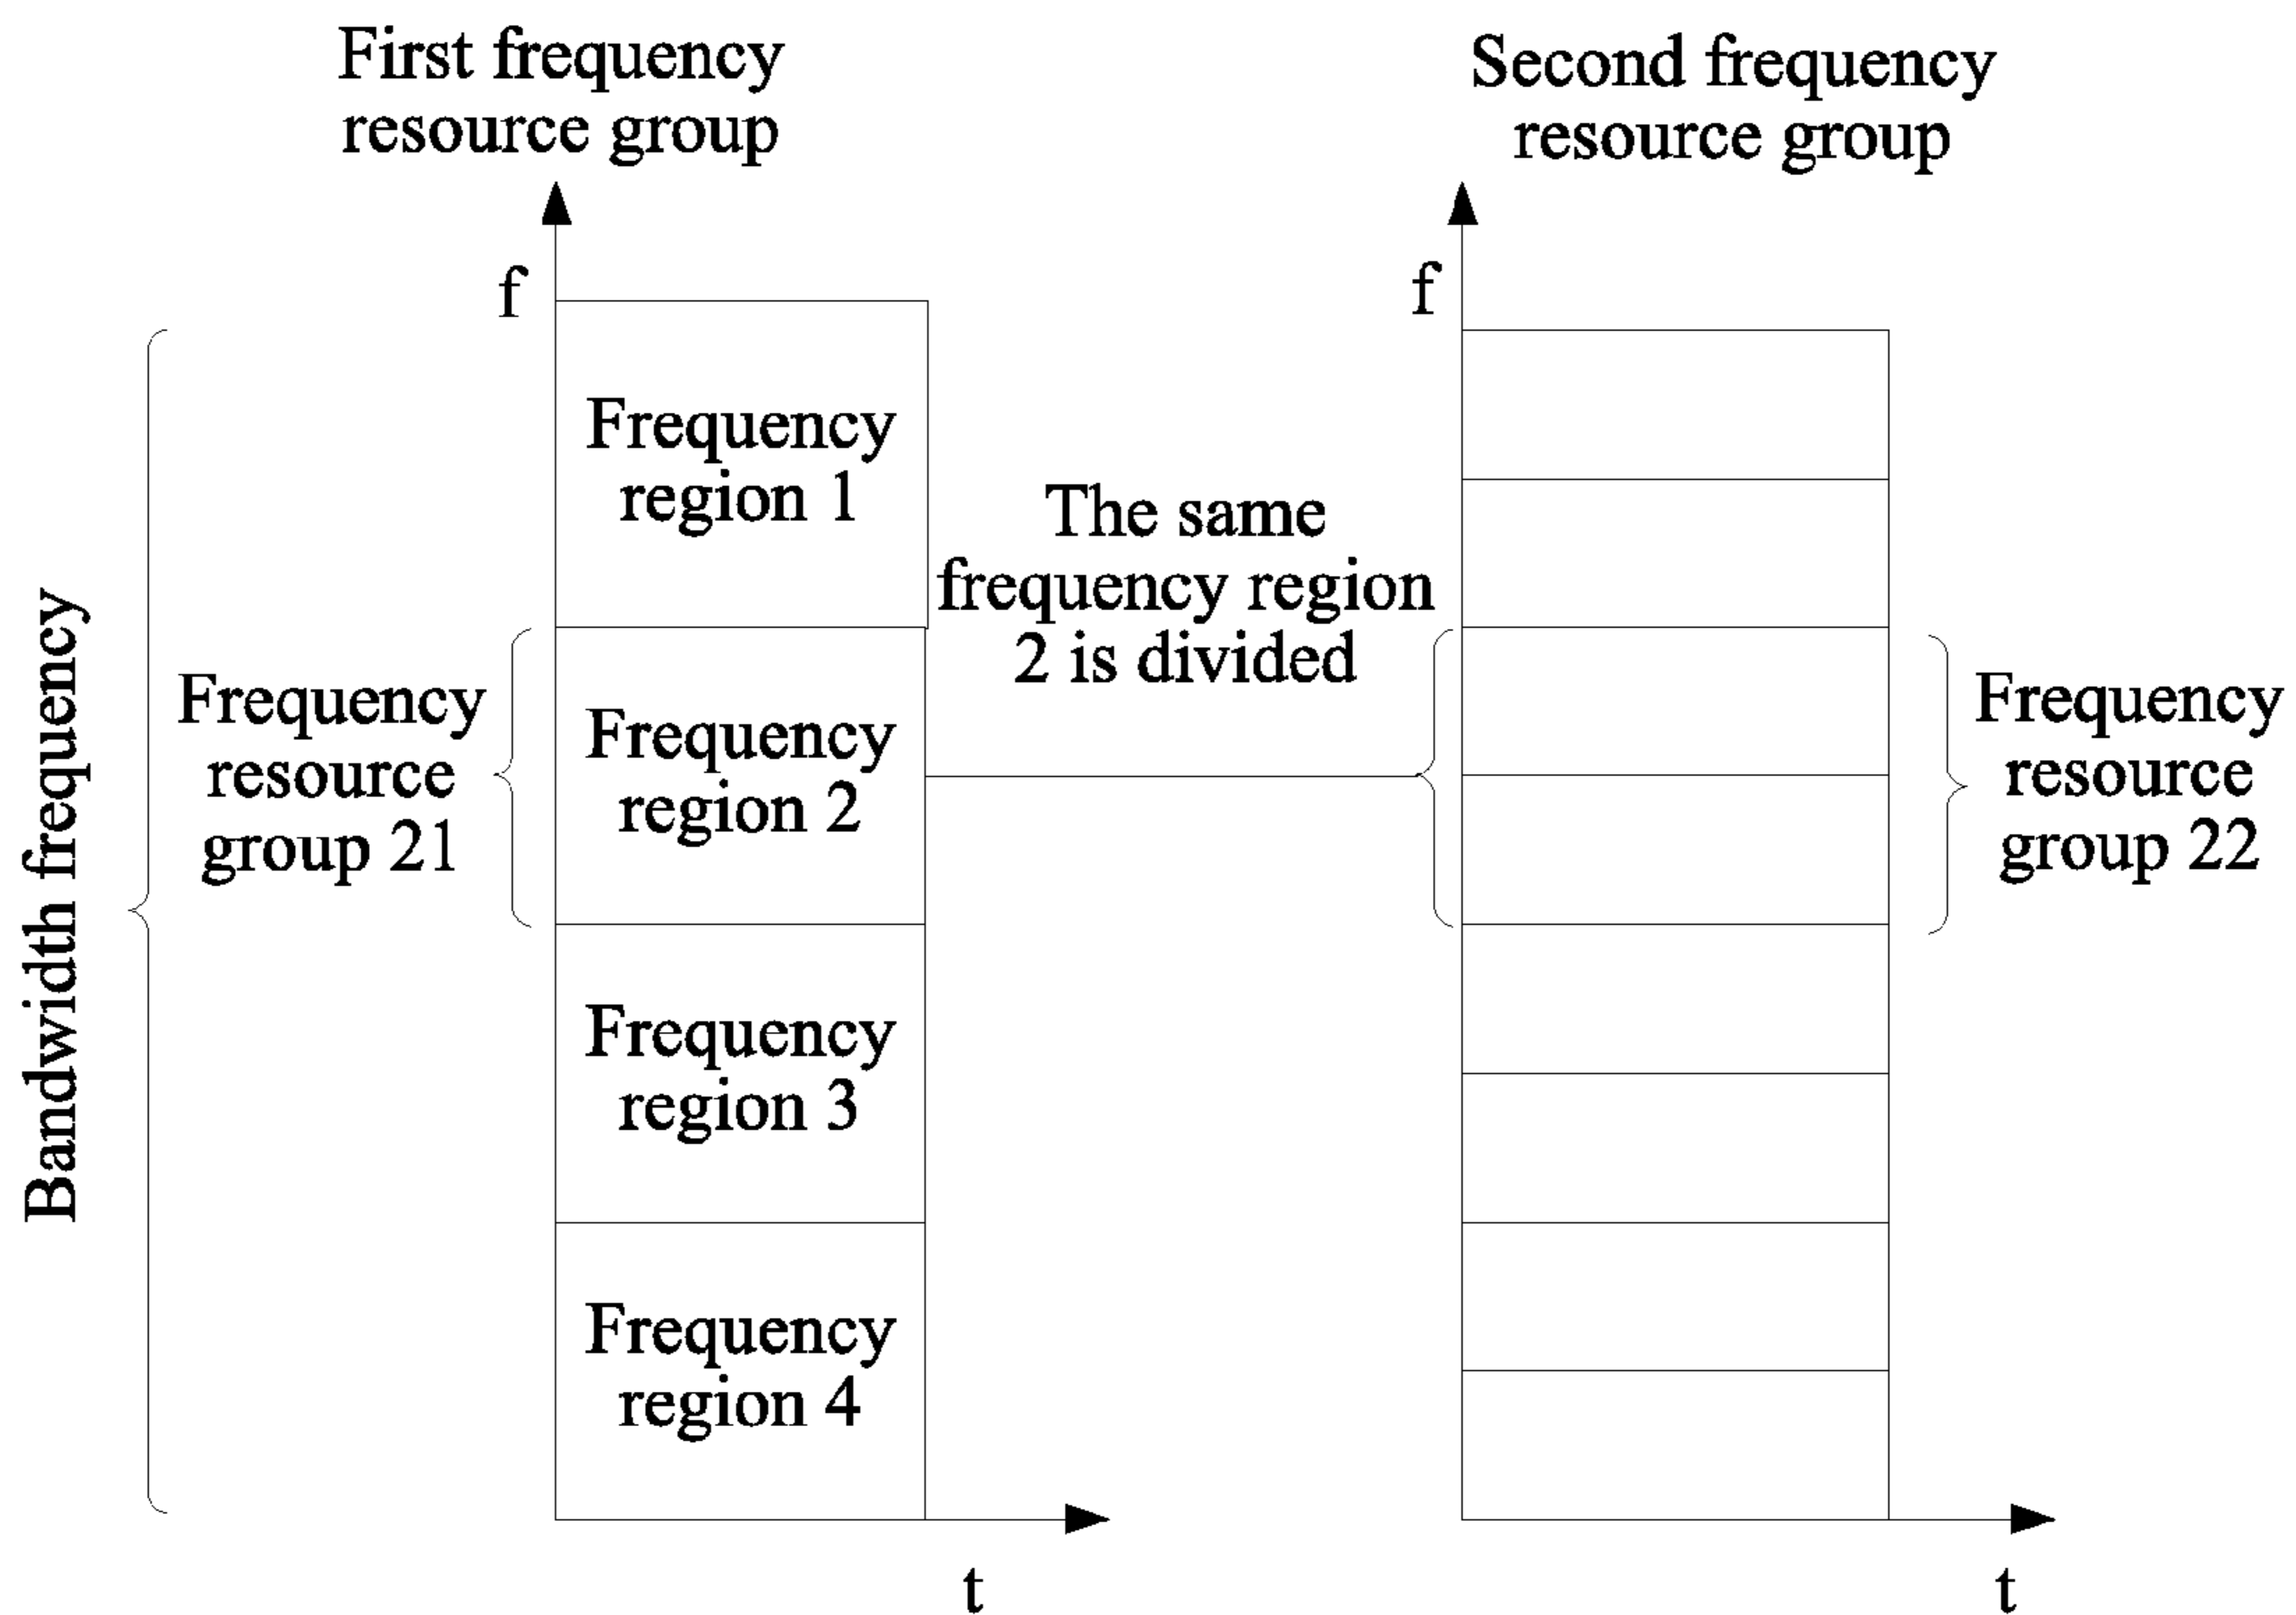 First frequency
resource group
Second frequency
resource group
f
f
Bandwidth frequency
Frequency
resource
group 21
Frequency
region 1
Frequency
region 2
Frequency
region 3
Frequency
region 4
The same
frequency region
2 is divided
Frequency
resource
group 22
t
t